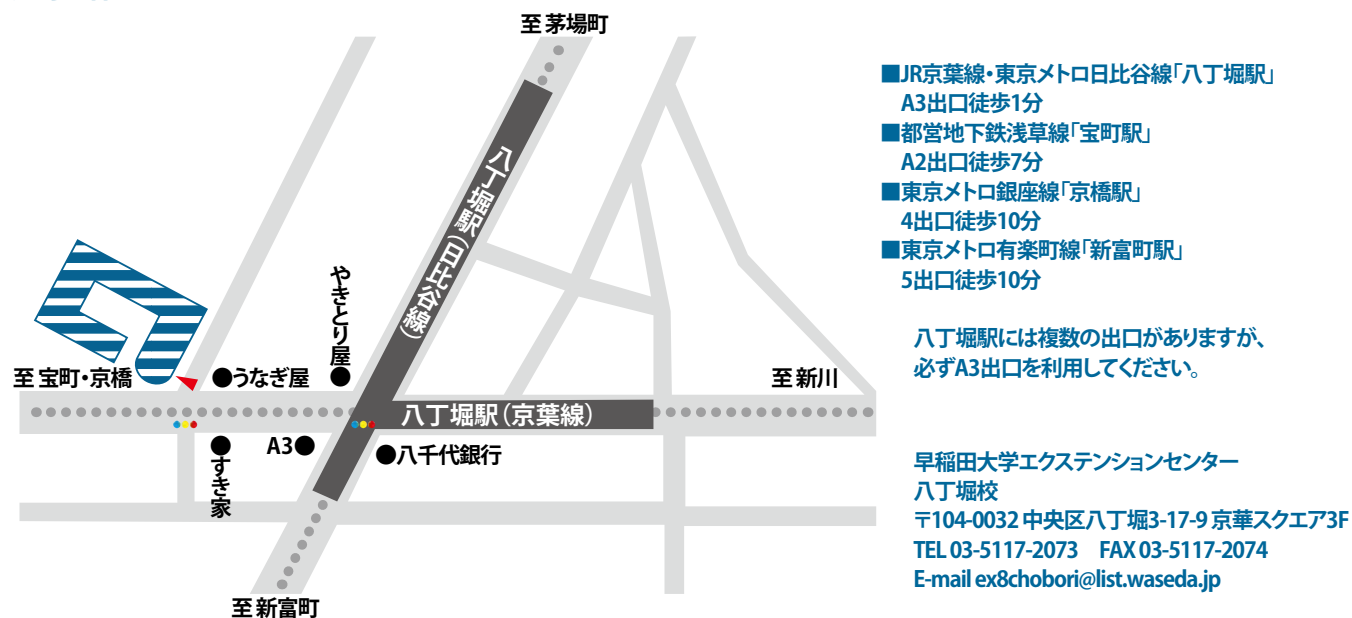 至 茅場町
八丁堀駅（日比谷線）
やきとり屋
至 宝町・京橋
●うなぎ屋
至 新川
八丁堀駅（京葉線）
A3●
●八千代銀行
すき家
至 新富町
■JR京葉線・東京メトロ日比谷線「八丁堀駅」
A3出口徒歩1分
■都営地下鉄浅草線「宝町駅」
A2出口徒歩7分
■東京メトロ銀座線「京橋駅」
4出口徒歩10分
■東京メトロ有楽町線「新富町駅」
5出口徒歩10分
八丁堀駅には複数の出口がありますが、
必ずA3出口を利用してください。
早稲田大学エクステンションセンター
八丁堀校
〒104-0032 中央区八丁堀3-17-9 京華スクエア3F
TEL 03-5117-2073　FAX 03-5117-2074
E-mail ex8chobori@list.waseda.jp